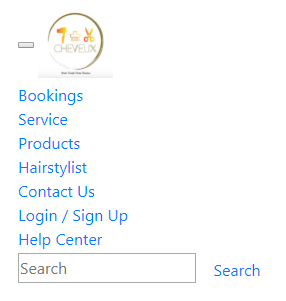 CHEVEUX
Bookings
Service
Products
Hairstylist
Contact Us
Login / Sign Up
Help Center
Search Search